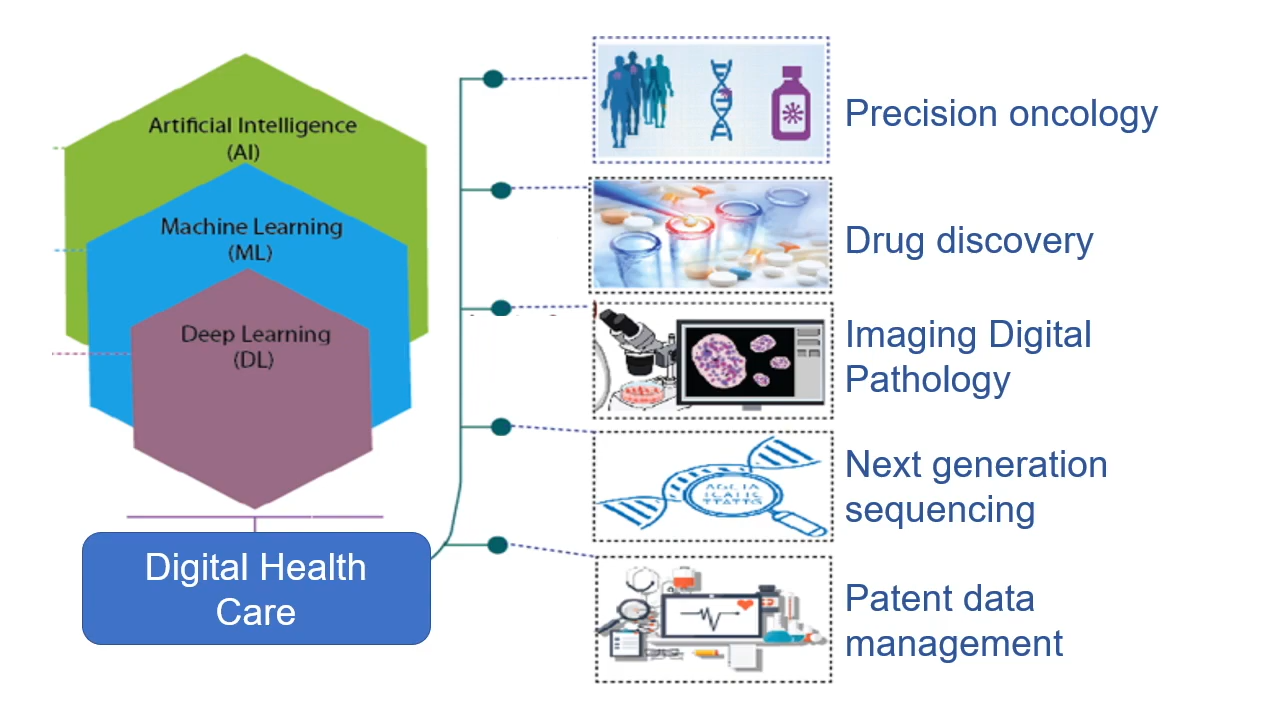 Artificial Intelligence
(AI)
Machine Learning
(ML)
Deep Learning
(DL)
Digital Health
Care
Precision oncology
Drug discovery
Imaging Digital
Pathology
Next generation
sequencing
Patent data
management